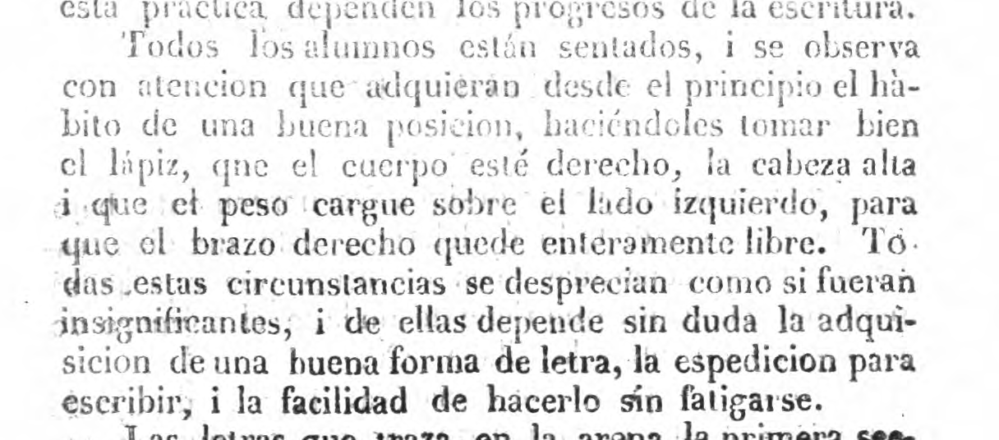 esta práctica dependen los progresos de la escritura.
Todos los alumnos están sentados, i se observa
con atencion que adquieran desde el principio el hà-
bito de una buena posicion, haciéndoles tomar bien
el lápiz, que el cuerpo esté derecho, la cabeza alta
i que el peso cargue sobre el lado izquierdo, para
que el brazo derecho quede enteramente libre. To-
das estas circunstancias se desprecian como si fueran
insignificantes, i de ellas depende sin duda la adqui-
sicion de una buena forma de letra, la espedicion para
escribir, i la facilidad de hacerlo sin fatigarse.
Las letras que traza en la arena la primera sec-